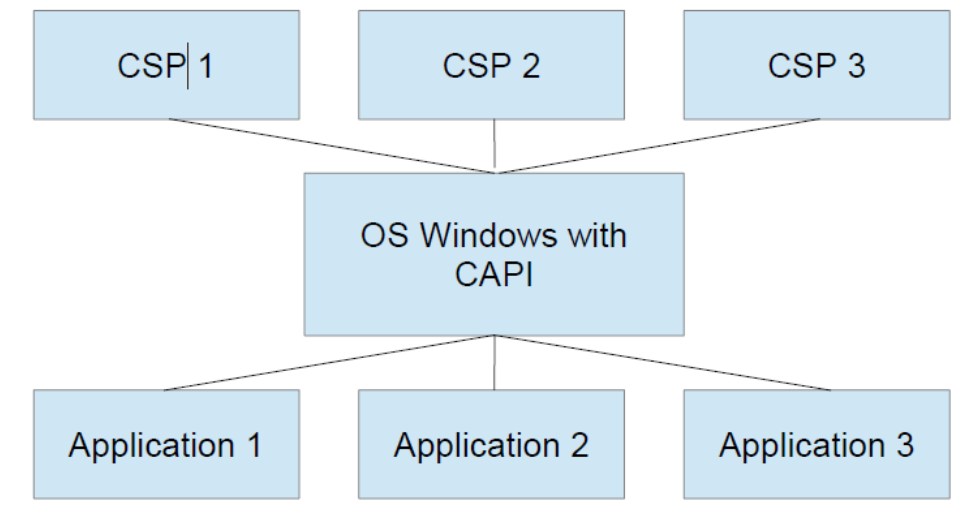 CSP 1
CSP 2
CSP 3
OS Windows with
CAPI
Application 1
Application 2
Application 3